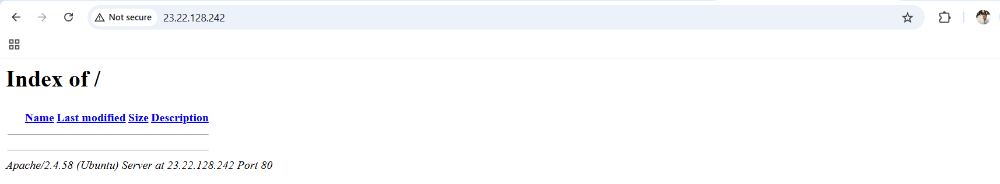 Not secure 23.22.128.242
Index of /
Name Last modified Size Description
Apache/2.4.58 (Ubuntu) Server at 23.22.128.242 Port 80